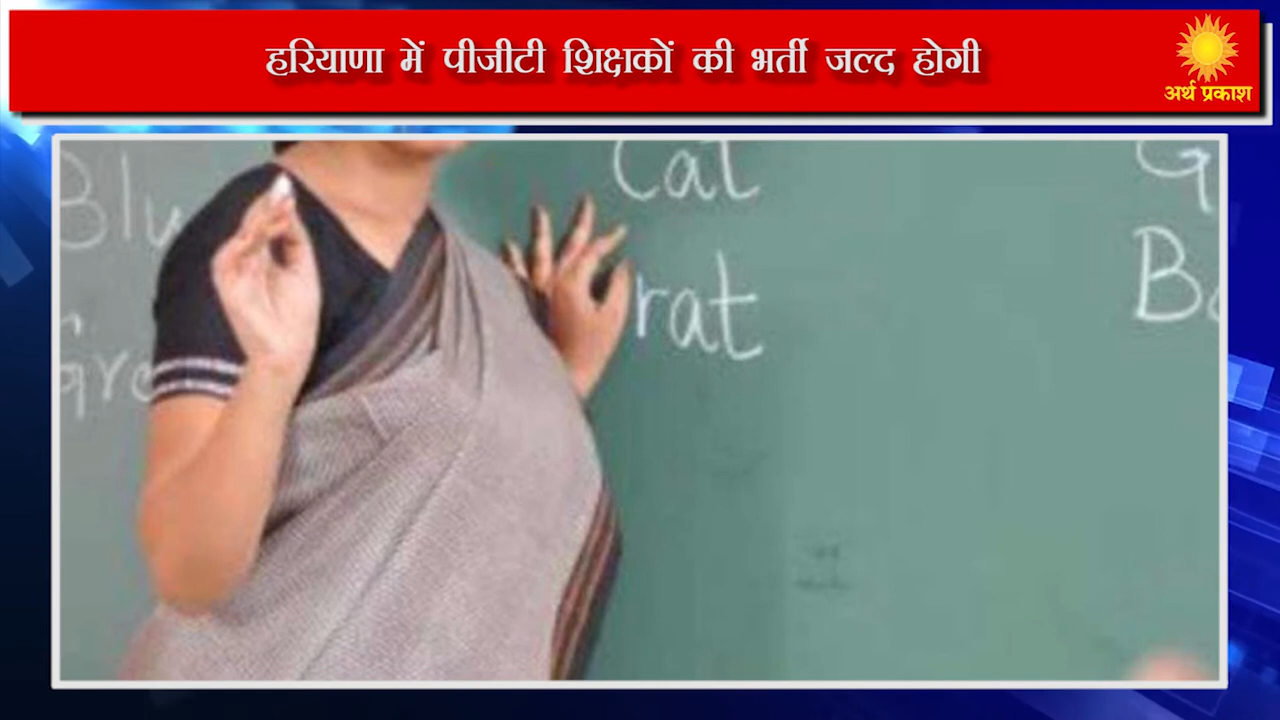 हरियाणा में पीजीटी शिक्षकों की भर्ती जल्द होगी
अर्थ प्रकाश
Cat
rat